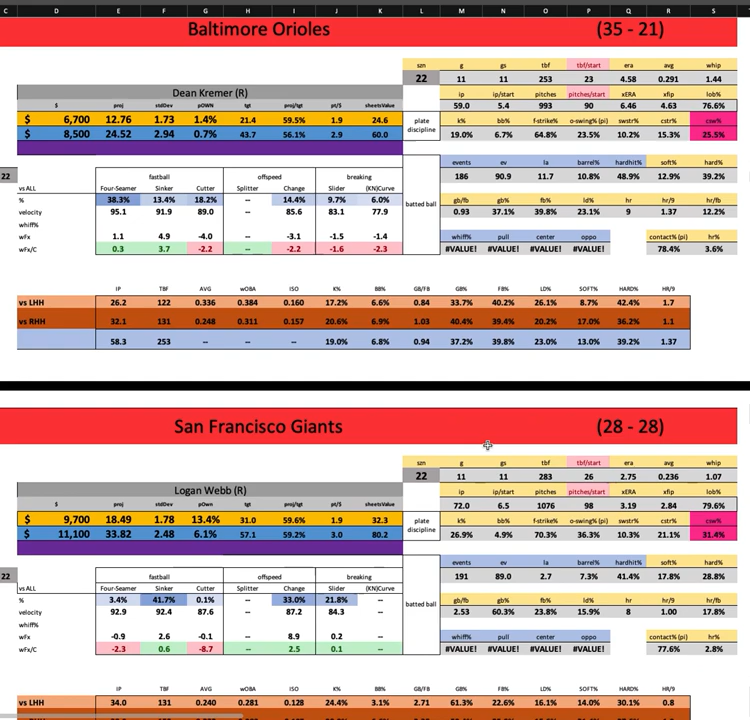 C D E F G H I J K L M N O P Q R S
Baltimore Orioles (35 - 21)
szn g gs tbf tbf/start era avg whip
22 11 11 253 23 4.58 0.291 1.44
Dean Kremer (R) ip ip/start pitches pitches/start xERA xfip lob%
59.0 5.4 993 90 6.46 4.63 76.6%
$ proj stdDev pOWN tgt proj/tgt pt/$ sheetsValue
$ 6,700 12.76 1.73 1.4% 21.4 59.5% 1.9 24.6 plate discipline k% bb% f-strike% o-swing% (pi) swstr% cstr% csw%
$ 8,500 24.52 2.94 0.7% 43.7 56.1% 2.9 60.0 19.0% 6.7% 64.8% 23.5% 10.2% 15.3% 25.5%
events ev la barrel% hardhit% soft% hard%
22 fastball offspeed breaking 186 90.9 11.7 10.8% 48.9% 12.9% 39.2%
vs ALL Four-Seamer Sinker Cutter Splitter Change Slider (KN)Curve
% 38.3% 13.4% 18.2% -- 14.4% 9.7% 6.0% batted ball gb/fb gb% fb% ld% hr hr/9 hr/fb
velocity 95.1 91.9 89.0 -- 85.6 83.1 77.9 0.93 37.1% 39.8% 23.1% 9 1.37 12.2%
whiff%
wFx 1.1 4.9 -4.0 -3.1 -1.5 -1.4 whiff% pull center oppo contact% (pi) hr%
wFx/C 0.3 3.7 -2.2 -- -2.2 -1.6 -2.3 #VALUE! #VALUE! #VALUE! #VALUE! 78.4% 3.6%
IP TBF AVG wOBA ISO K% BB% GB/FB GB% FB% LD% SOFT% HARD% HR/9
vs LHH 26.2 122 0.336 0.384 0.160 17.2% 6.6% 0.84 33.7% 40.2% 26.1% 8.7% 42.4% 1.7
vs RHH 32.1 131 0.248 0.311 0.157 20.6% 6.9% 1.03 40.4% 39.4% 20.2% 17.0% 36.2% 1.1
58.3 253 -- -- -- 19.0% 6.8% 0.94 37.2% 39.8% 23.0% 13.0% 39.2% 1.37
San Francisco Giants (28 - 28)
szn g gs tbf tbf/start era avg whip
22 11 11 283 26 2.75 0.236 1.07
Logan Webb (R) ip ip/start pitches pitches/start xERA xfip lob%
72.0 6.5 1076 98 3.19 2.84 79.6%
$ proj stdDev pOwn tgt proj/tgt pt/$ sheetsValue
$ 9,700 18.49 1.78 13.4% 31.0 59.6% 1.9 32.3 plate discipline k% bb% f-strike% o-swing% (pi) swstr% cstr% csw%
$ 11,100 33.82 2.48 6.1% 57.1 59.2% 3.0 80.2 26.9% 4.9% 70.3% 36.3% 10.3% 21.1% 31.4%
events ev la barrel% hardhit% soft% hard%
22 fastball offspeed breaking 191 89.0 2.7 7.3% 41.4% 17.8% 28.8%
vs ALL Four-Seamer Sinker Cutter Splitter Change Slider (KN)Curve
% 3.4% 41.7% 0.1% -- 33.0% 21.8% -- batted ball gb/fb gb% fb% ld% hr hr/9 hr/fb
velocity 92.9 92.4 87.6 -- 87.2 84.3 -- 2.53 60.3% 23.8% 15.9% 8 1.00 17.8%
whiff%
wFx -0.9 2.6 -0.1 8.9 0.2 whiff% pull center oppo contact% (pi) hr%
wFx/C -2.3 0.6 -8.7 -- 2.5 0.1 -- #VALUE! #VALUE! #VALUE! #VALUE! 77.6% 2.8%
IP TBF AVG wOBA ISO K% BB% GB/FB GB% FB% LD% SOFT% HARD% HR/9
vs LHH 34.0 131 0.240 0.281 0.128 24.4% 3.1% 2.71 61.3% 22.6% 16.1% 14.0% 30.1% 0.8